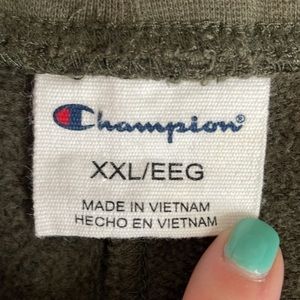 Champion®
XXL/EEG
MADE IN VIETNAM
HECHO EN VIETNAM